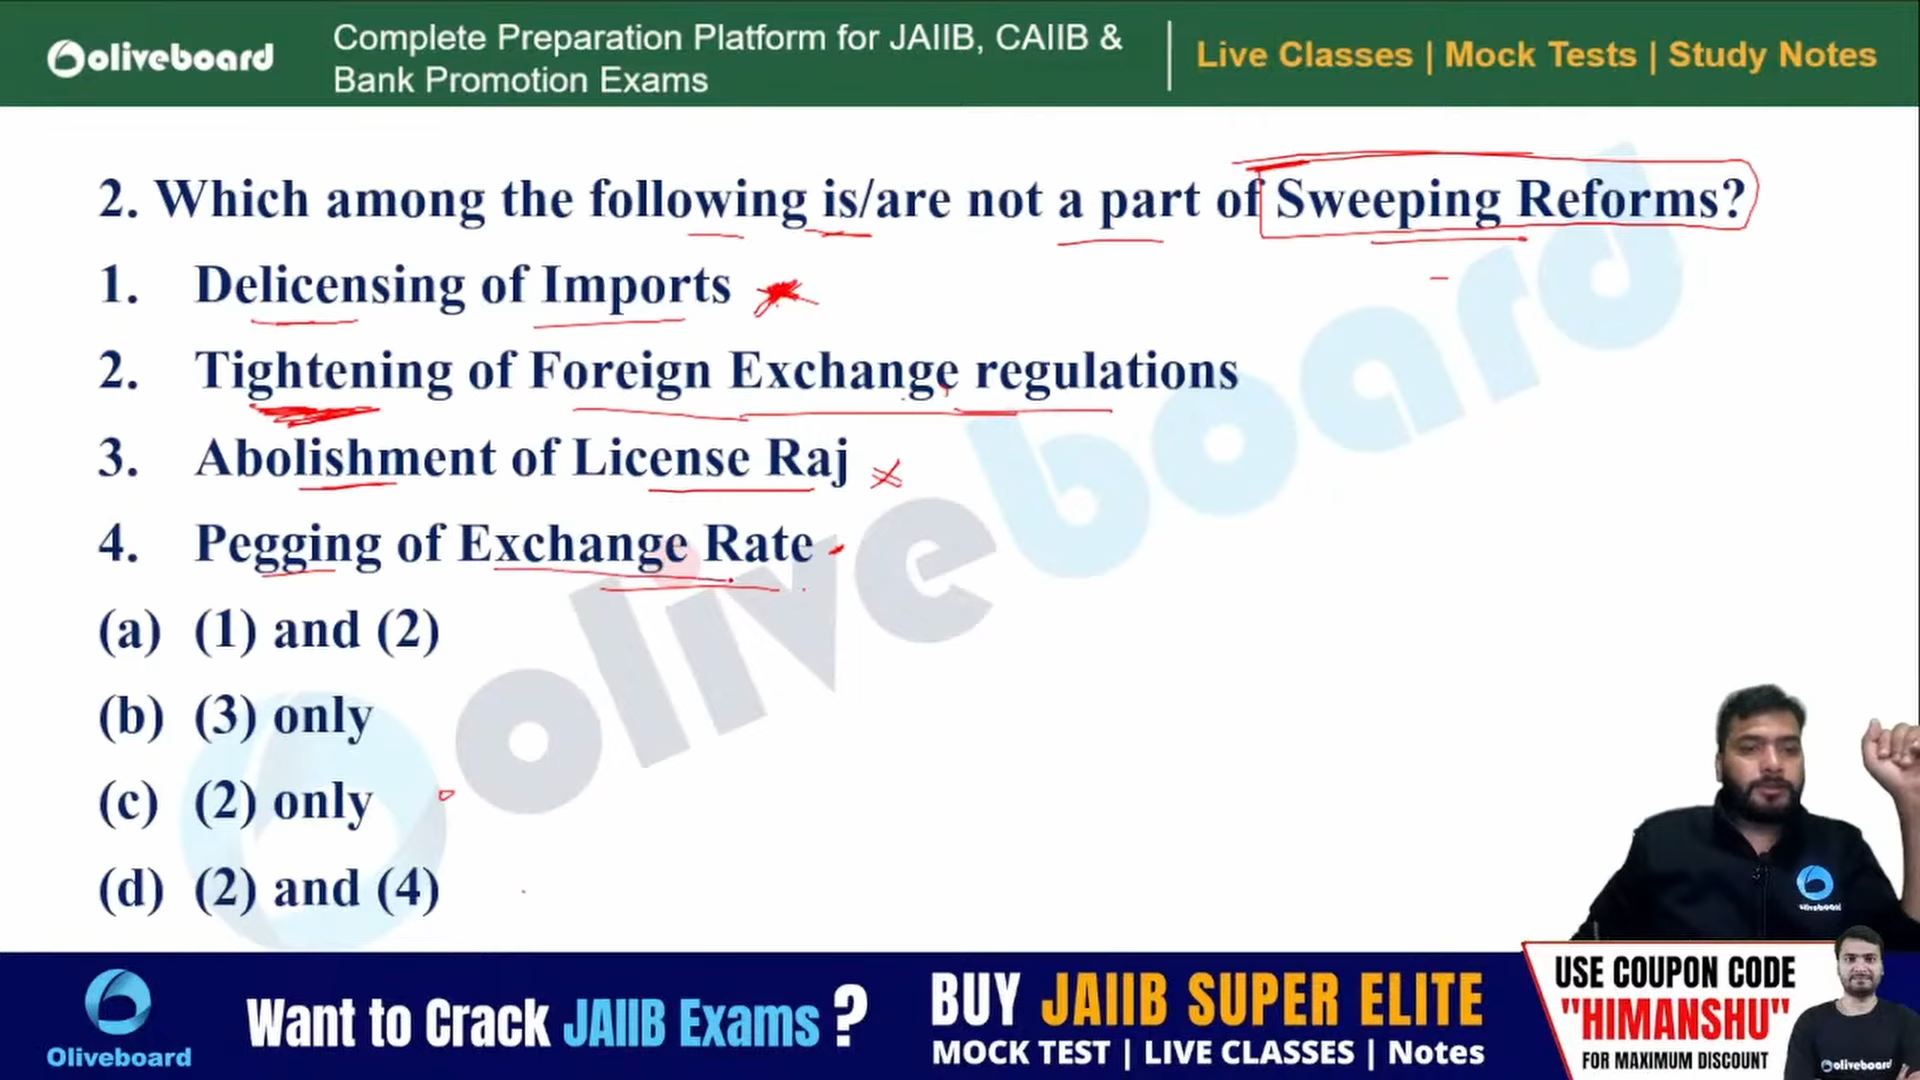 oliveboard
Complete Preparation Platform for JAIIB, CAIIB &
Bank Promotion Exams
Live Classes | Mock Tests | Study Notes
2. Which among the following is/are not a part of Sweeping Reforms?
1. Delicensing of Imports
2. Tightening of Foreign Exchange regulations
3. Abolishment of License Raj
4. Pegging of Exchange Rate
(a) (1) and (2)
(b) (3) only
(c) (2) only
(d) (2) and (4)
oliveboard
oliveboard
Oliveboard
Want to Crack JAIIB Exams ?
BUY JAIIB SUPER ELITE
MOCK TEST | LIVE CLASSES | Notes
USE COUPON CODE
"HIMANSHU"
FOR MAXIMUM DISCOUNT
oliveboard